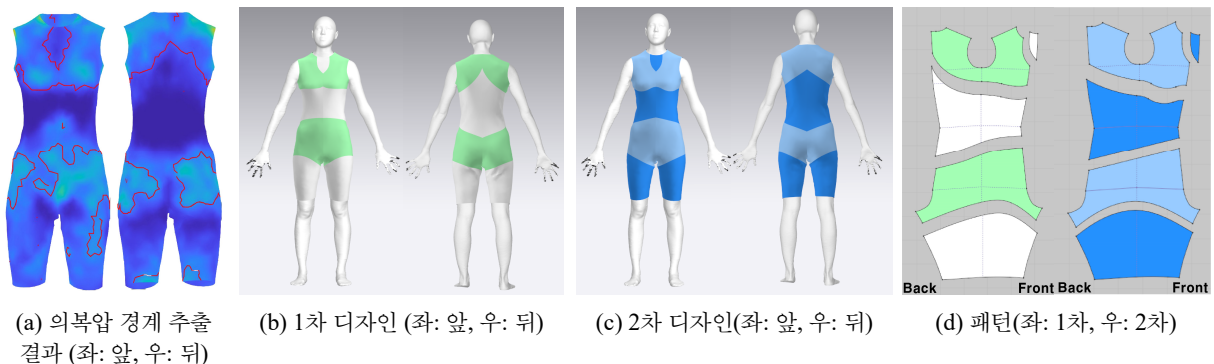 Back
Front
Back
Front
(a) 의복압 경계 추출
결과 (좌: 앞, 우: 뒤)
(b) 1차 디자인 (좌: 앞, 우: 뒤)
(c) 2차 디자인(좌: 앞, 우: 뒤)
(d) 패턴(좌: 1차, 우: 2차)